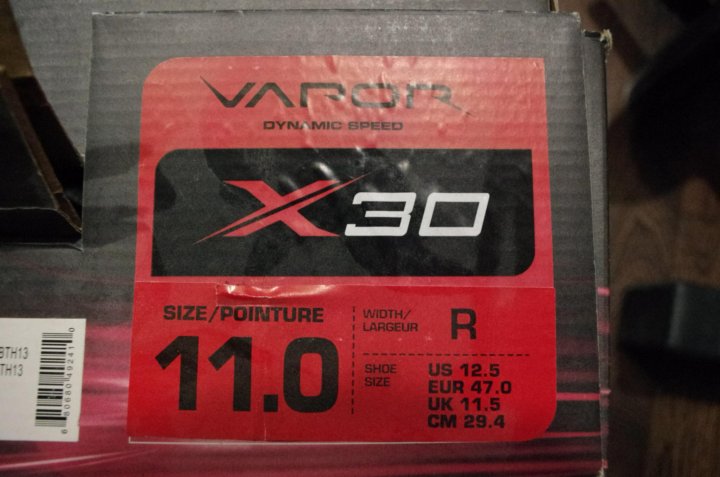 VAPOR
DYNAMIC SPEED
X30
SIZE/POINTURE
11.0
WIDTH/
LARGEUR
R
SHOE
SIZE
US 12.5
EUR 47.0
UK 11.5
CM 29.4
BTH13
TH13